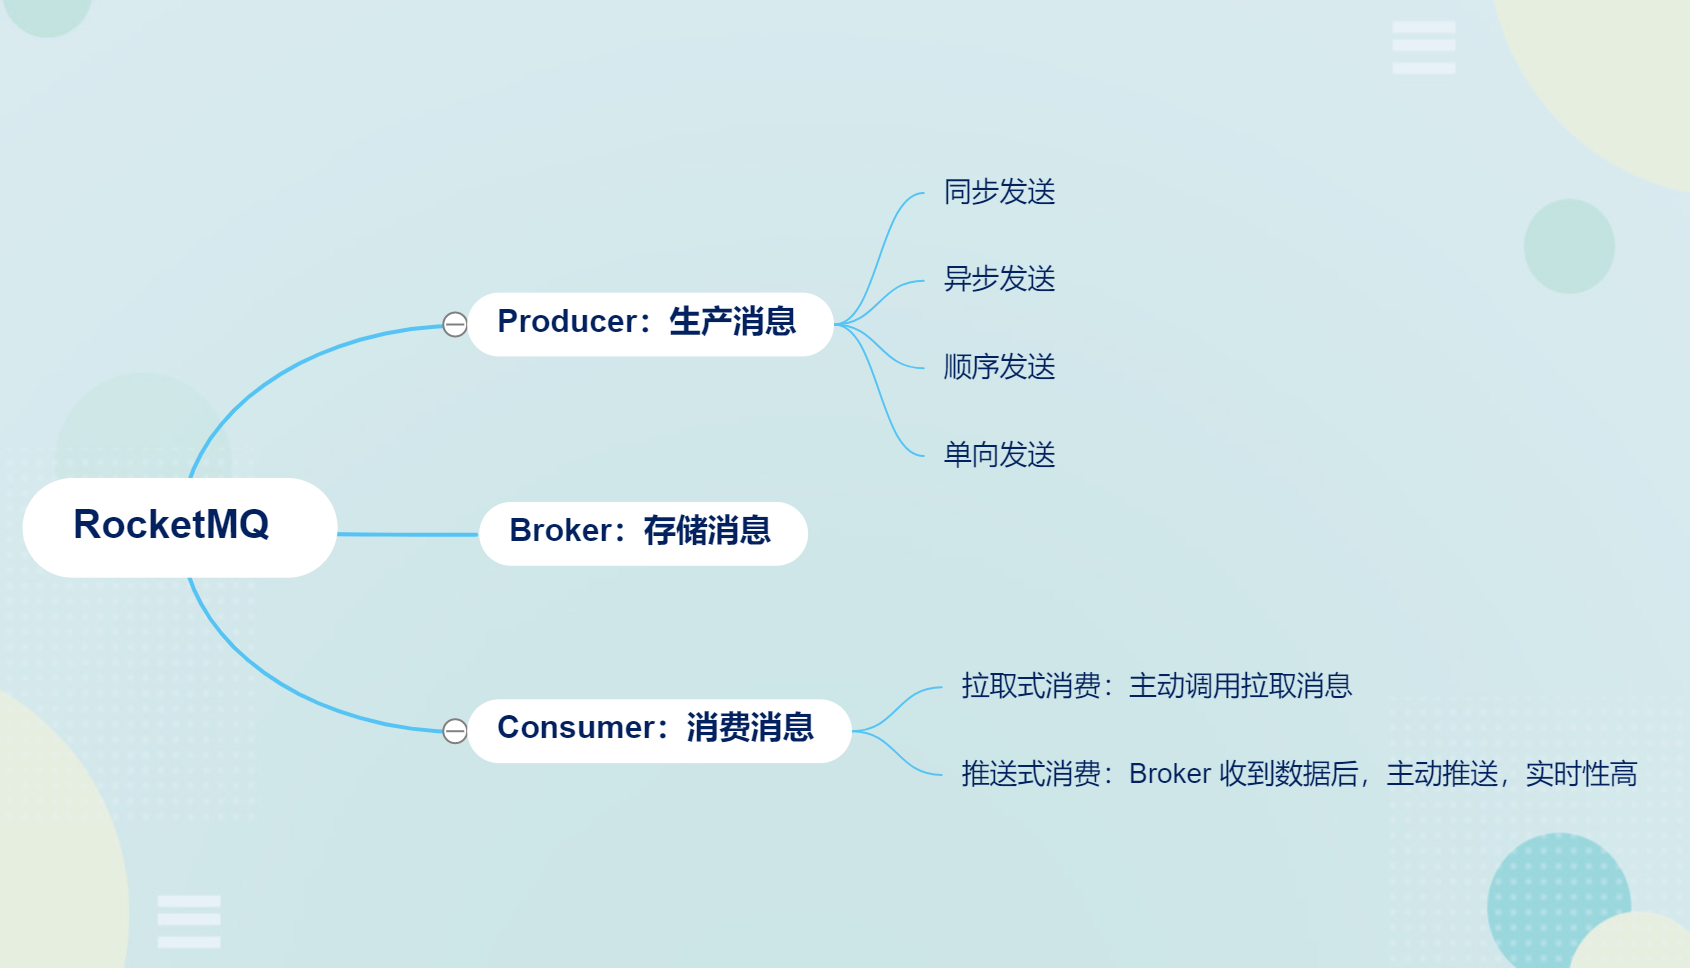 RocketMQ
Producer：生产消息
同步发送
异步发送
顺序发送
单向发送
Broker：存储消息
Consumer：消费消息
拉取式消费：主动调用拉取消息
推送式消费：Broker 收到数据后，主动推送，实时性高